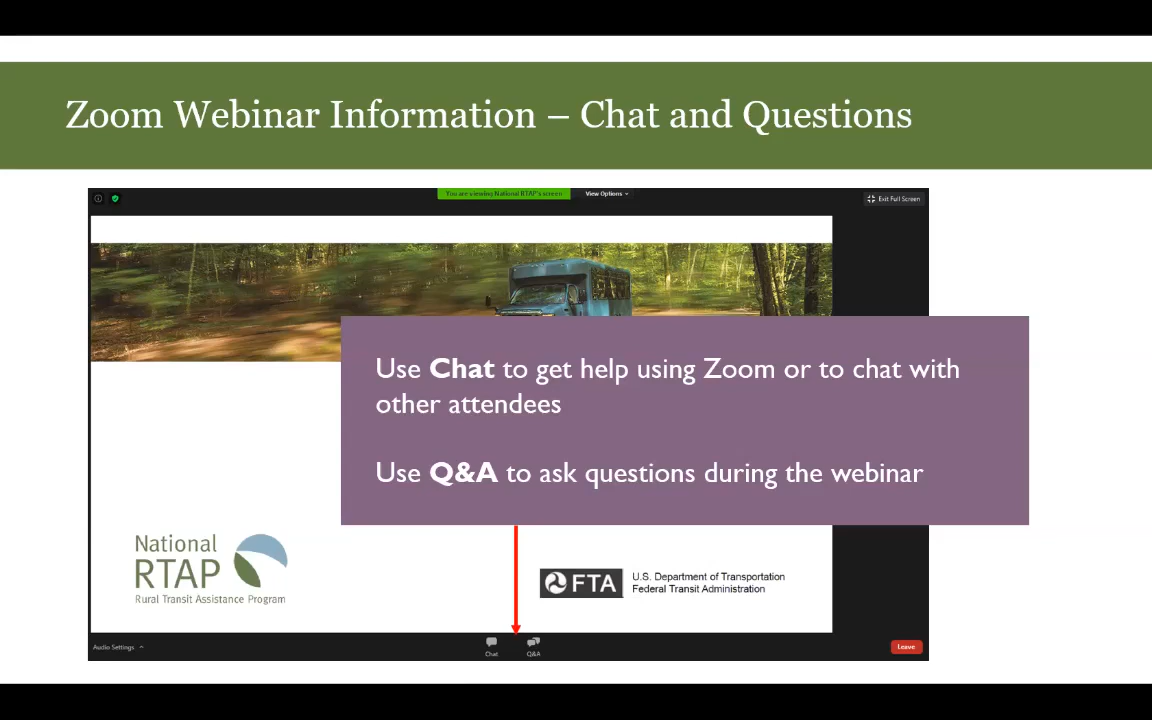 Zoom Webinar Information – Chat and Questions
You are viewing National RTAP's screen
View Options
Exit Full Screen
Use Chat to get help using Zoom or to chat with
other attendees
Use Q&A to ask questions during the webinar
National
RTAP
Rural Transit Assistance Program
FTA
U.S. Department of Transportation
Federal Transit Administration
Audio Settings
Chat
Q&A
Leave